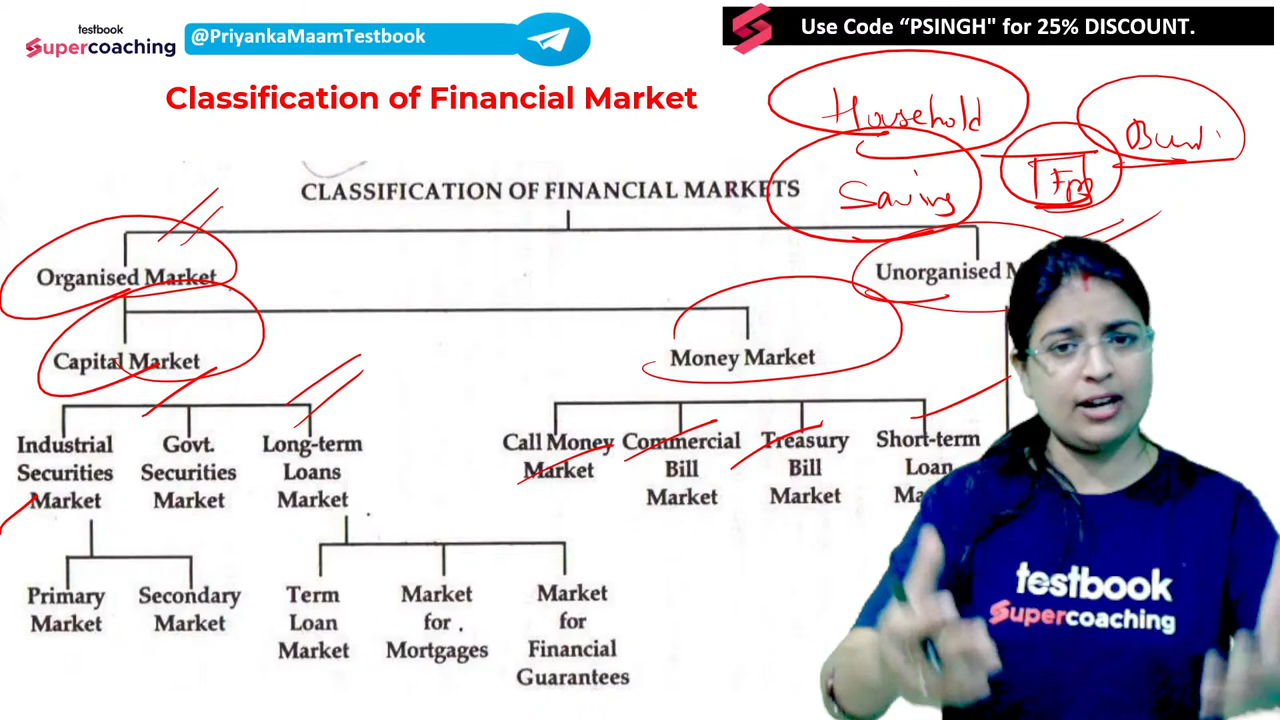 testbook
Supercoaching
@PriyankaMaamTestbook
Use Code “PSINGH" for 25% DISCOUNT.
Classification of Financial Market
Household
Saving
CLASSIFICATION OF FINANCIAL MARKETS
Organised Market
Unorganised
Capital Market
Money Market
Industrial Securities Market
Govt. Securities Market
Long-term Loans Market
Call Money Market
Commercial Bill Market
Treasury Bill Market
Short-term Loan
Primary Market
Secondary Market
Term Loan Market
Market for Mortgages
Market for Financial Guarantees
testbook
Supercoaching